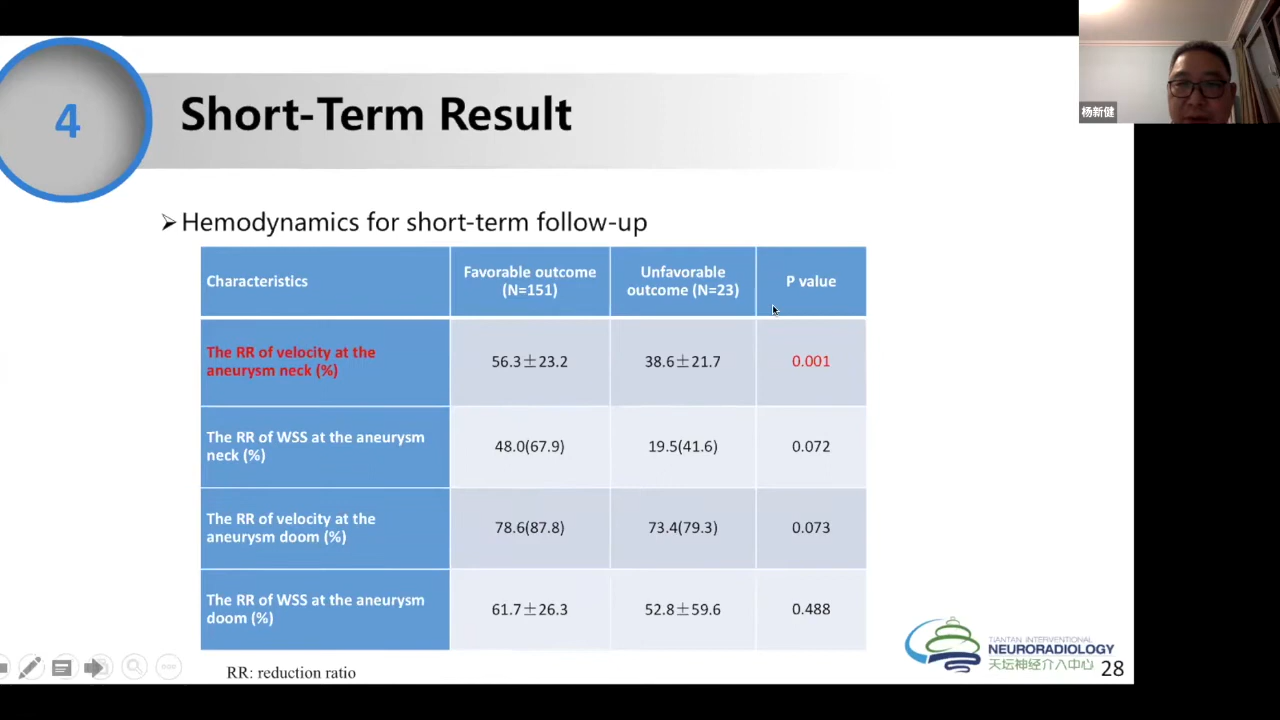 杨新健
4
Short-Term Result
➢Hemodynamics for short-term follow-up
Characteristics
Favorable outcome
(N=151)
Unfavorable
outcome (N=23)
P value
The RR of velocity at the
aneurysm neck (%)
56.3±23.2
38.6±21.7
0.001
The RR of WSS at the aneurysm
neck (%)
48.0(67.9)
19.5(41.6)
0.072
The RR of velocity at the
aneurysm doom (%)
78.6(87.8)
73.4(79.3)
0.073
The RR of WSS at the aneurysm
doom (%)
61.7±26.3
52.8±59.6
0.488
RR: reduction ratio
TIANTAN INTERVENTIONAL
NEURORADIOLOGY
天坛神经介入中心
28